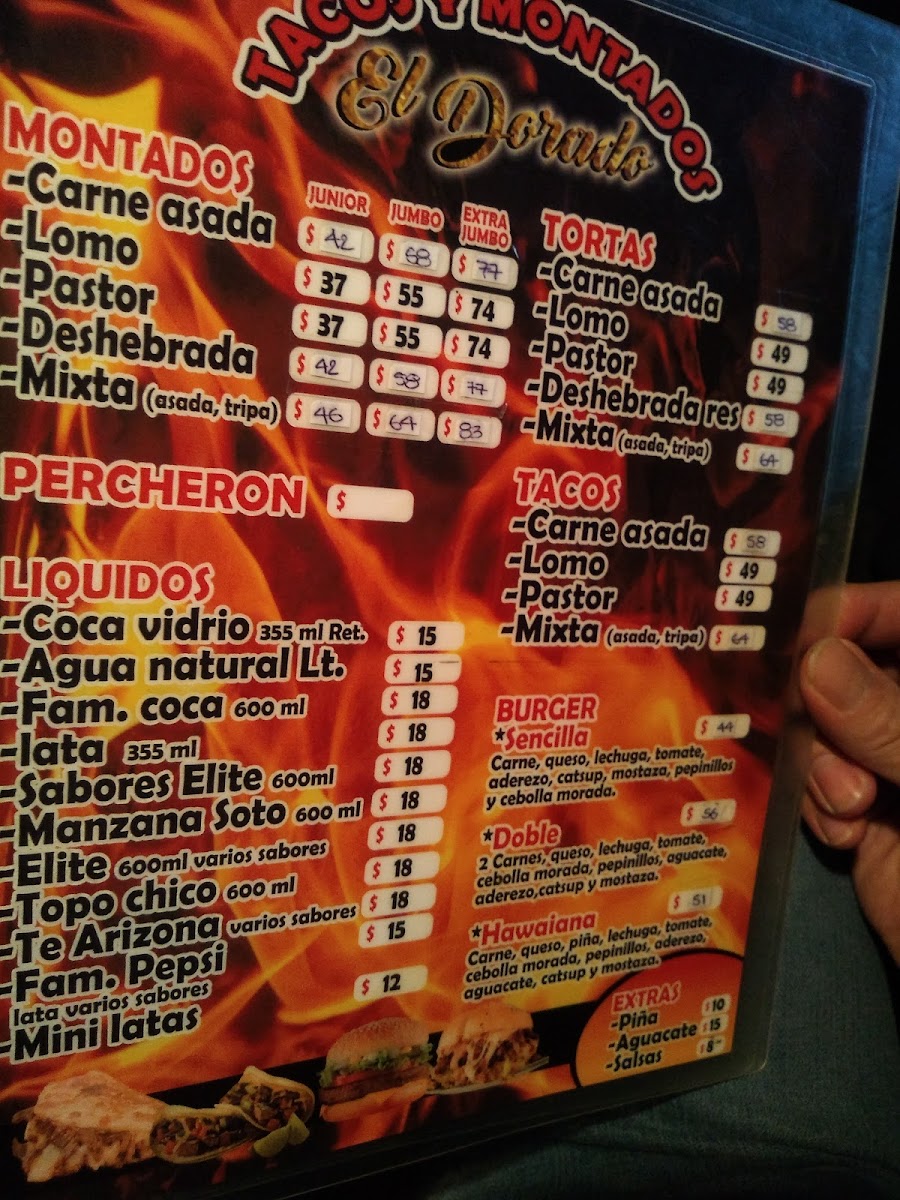 TACOS Y MONTADOS
El Dorado
MONTADOS
JUNIOR JUMBO EXTRA JUMBO
-Carne asada $ 42 $ 68 $ 77
-Lomo $ 37 $ 55 $ 74
-Pastor $ 37 $ 55 $ 74
-Deshebrada $ 42 $ 58 $ 77
-Mixta (asada, tripa) $ 46 $ 64 $ 83
PERCHERON $
LIQUIDOS
-Coca vidrio 355 ml Ret. $ 15
-Agua natural Lt. $ 15
-Fam. coca 600 ml $ 18
-lata 355 ml $ 18
-Sabores Elite 600ml $ 18
-Manzana Soto 600 ml $ 18
-Elite 600ml varios sabores $ 18
-Topo chico 600 ml $ 18
-Te Arizona varios sabores $ 18
-Fam. Pepsi $ 15
lata varios sabores
-Mini latas $ 12
TORTAS
-Carne asada $ 58
-Lomo $ 49
-Pastor $ 49
-Deshebrada res $ 58
-Mixta (asada, tripa) $ 64
TACOS
-Carne asada $ 58
-Lomo $ 49
-Pastor $ 49
-Mixta (asada, tripa) $ 64
BURGER
*Sencilla $ 44
Carne, queso, lechuga, tomate,
aderezo, catsup, mostaza, pepinillos
y cebolla morada.
*Doble $ 56
2 Carnes, queso, lechuga, tomate,
cebolla morada, pepinillos, aguacate,
aderezo,catsup y mostaza.
*Hawaiana $ 51
Carne, queso, piña, lechuga, tomate,
cebolla morada, pepinillos, aderezo,
aguacate, catsup y mostaza.
EXTRAS
-Piña $10
-Aguacate $15
-Salsas $8